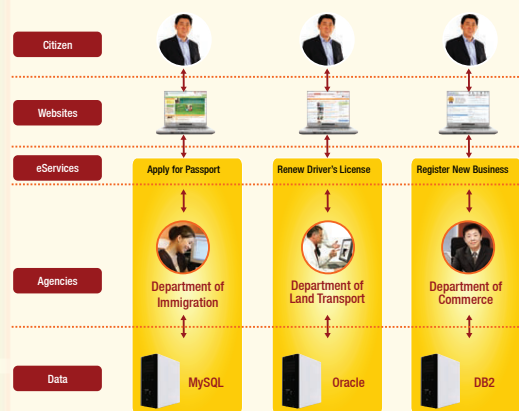 Citizen
Websites
eServices
Apply for Passport
Renew Driver's License
Register New Business
Agencies
Department of
Immigration
Department of
Land Transport
Department of
Commerce
Data
MySQL
Oracle
DB2